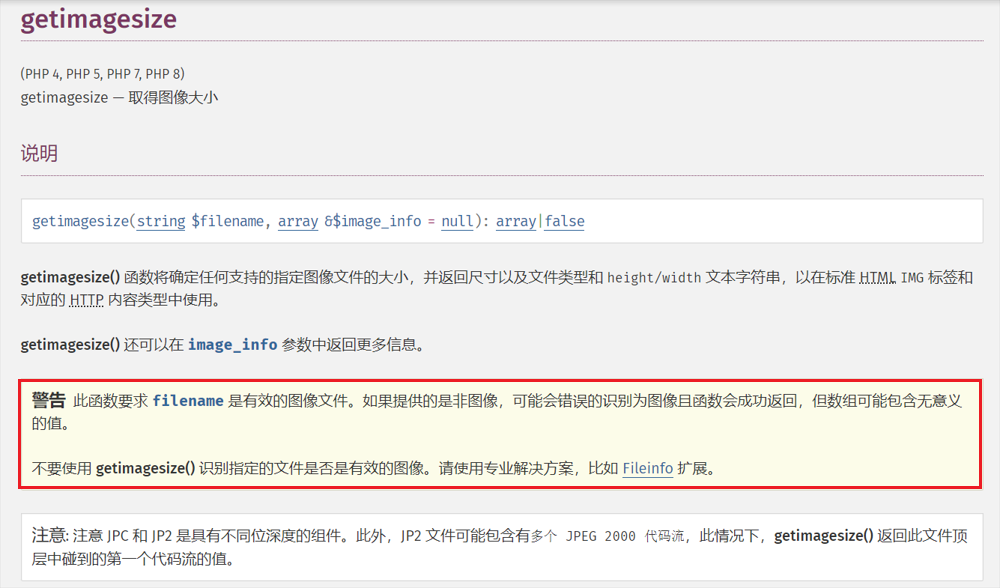 getimagesize
(PHP 4, PHP 5, PHP 7, PHP 8)
getimagesize — 取得图像大小
说明
getimagesize(string $filename, array &$image_info = null): array|false
getimagesize() 函数将确定任何支持的指定图像文件的大小，并返回尺寸以及文件类型和 height/width 文本字符串，以在标准 HTML IMG 标签和
对应的 HTTP 内容类型中使用。
getimagesize() 还可以在 image_info 参数中返回更多信息。
警告 此函数要求 filename 是有效的图像文件。如果提供的是非图像，可能会错误的识别为图像且函数会成功返回，但数组可能包含无意义
的值。
不要使用 getimagesize() 识别指定的文件是否是有效的图像。请使用专业解决方案，比如 Fileinfo 扩展。
注意: 注意 JPC 和 JP2 是具有不同位深度的组件。此外，JP2 文件可能包含有多个 JPEG 2000 代码流，此情况下，getimagesize() 返回此文件顶
层中碰到的第一个代码流的值。